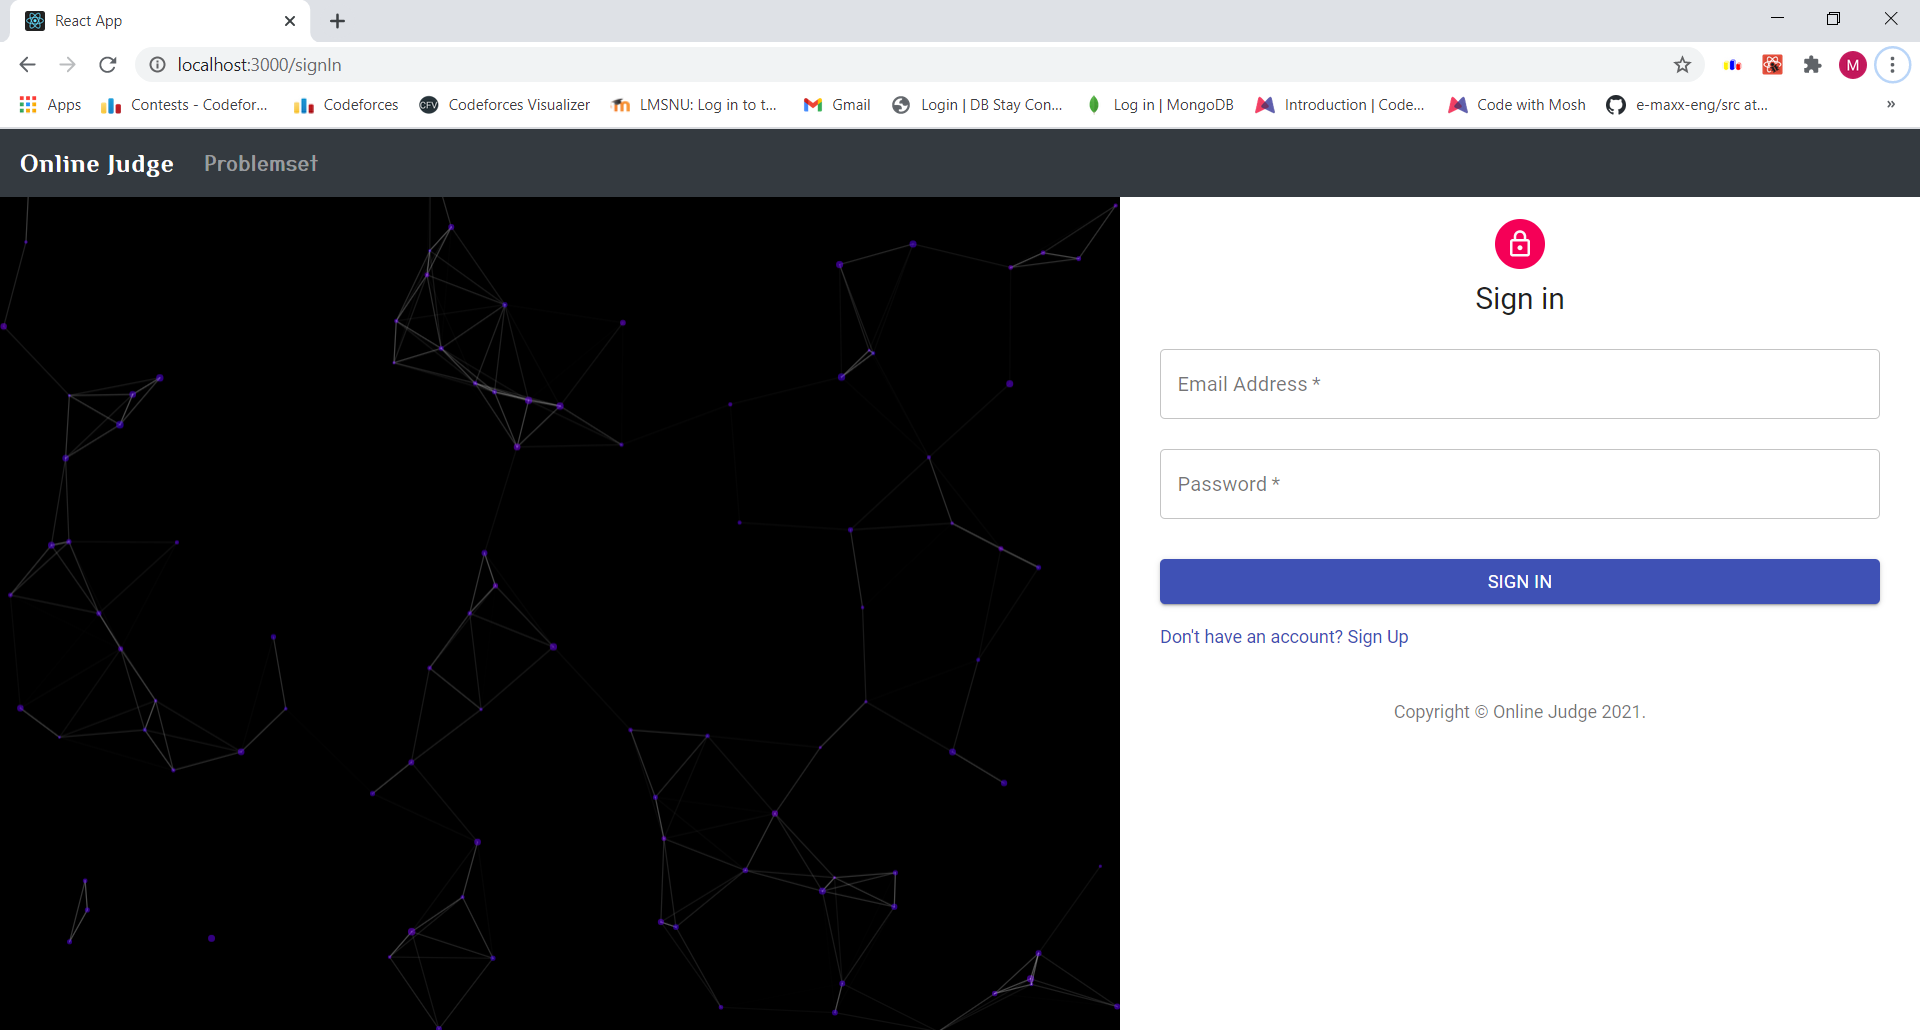 React App
localhost:3000/signIn
M
Apps Contests - Codefor... Codeforces CFV Codeforces Visualizer LMSNU: Log in to t... Gmail Login | DB Stay Con... Log in | MongoDB Introduction | Code... Code with Mosh e-maxx-eng/src at... »
Online Judge Problemset
Sign in
Email Address *
Password *
SIGN IN
Don't have an account? Sign Up
Copyright © Online Judge 2021.